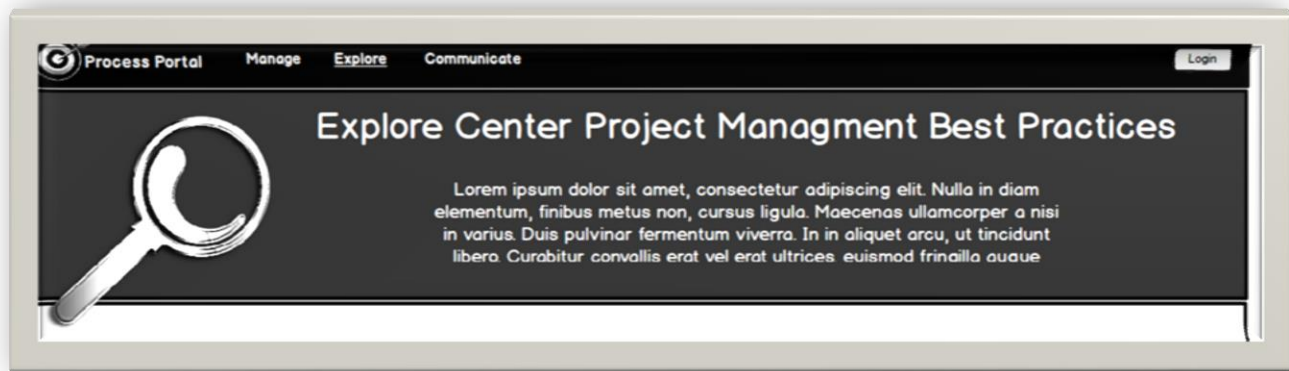 Process Portal Manage Explore Communicate Login
Explore Center Project Managment Best Practices
Lorem ipsum dolor sit amet, consectetur adipiscing elit. Nulla in diam
elementum, finibus metus non, cursus ligula. Maecenas ullamcorper a nisi
in varius. Duis pulvinar fermentum viverra. In in aliquet arcu, ut tincidunt
libero. Curabitur convallis erat vel erat ultrices, euismod fringilla augue